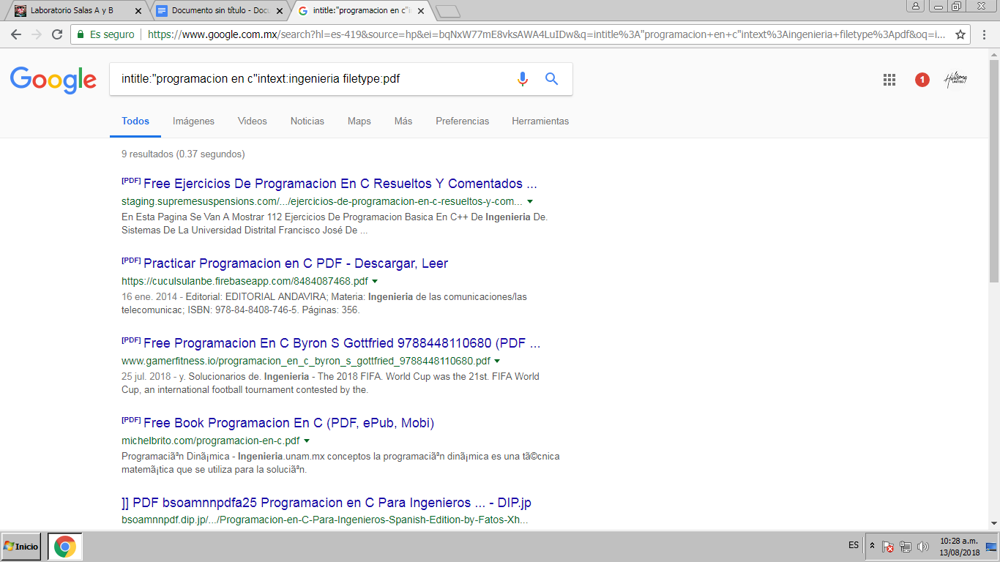 Laboratorio Salas A y B
Documento sin título - Docu
intitle:"programacion en c"i
Es seguro
https://www.google.com.mx/search?hl=es-419&source=hp&ei=bqNxW77mE8vksAWA4LuIDw&q=intitle%3A"programacion+en+c"intext%3Aingenieria+filetype%3Apdf&oq=i...
Google
intitle:"programacion en c"intext:ingenieria filetype:pdf
1
Hillsong
UNITED
Todos Imágenes Videos Noticias Maps Más Preferencias Herramientas
9 resultados (0.37 segundos)
[PDF] Free Ejercicios De Programacion En C Resueltos Y Comentados ...
staging.supremesuspensions.com/.../ejercicios-de-programacion-en-c-resueltos-y-com...
En Esta Pagina Se Van A Mostrar 112 Ejercicios De Programacion Basica En C++ De Ingenieria De.
Sistemas De La Universidad Distrital Francisco José De ...
[PDF] Practicar Programacion en C PDF - Descargar, Leer
https://cuculsulanbe.firebaseapp.com/8484087468.pdf
16 ene. 2014 - Editorial: EDITORIAL ANDAVIRA; Materia: Ingenieria de las comunicaciones/las
telecomunicac; ISBN: 978-84-8408-746-5. Páginas: 356.
[PDF] Free Programacion En C Byron S Gottfried 9788448110680 (PDF ...
www.gamerfitness.io/programacion_en_c_byron_s_gottfried_9788448110680.pdf
25 jul. 2018 - y. Solucionarios de. Ingenieria - The 2018 FIFA. World Cup was the 21st. FIFA World
Cup, an international football tournament contested by the.
[PDF] Free Book Programacion En C (PDF, ePub, Mobi)
michelbrito.com/programacion-en-c.pdf
Programaciã³n Dinã¡mica - Ingenieria.unam.mx conceptos la programaciã³n dinã¡mica es una tã©cnica
matemã¡tica que se utiliza para la soluciã³n.
]] PDF bsoamnnpdfa25 Programacion en C Para Ingenieros ... - DIP.jp
bsoamnnpdf.dip.jp/.../Programacion-en-C-Para-Ingenieros-Spanish-Edition-by-Fatos-Xh...
Inicio
ES
10:28 a.m.
13/08/2018